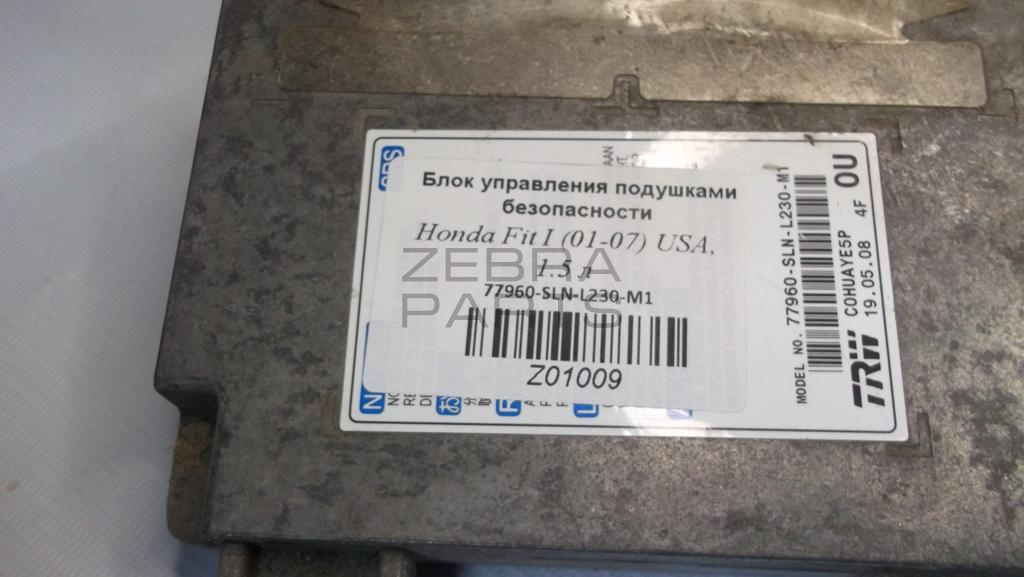 SRS
Блок управления подушками
безопасности
Honda Fit I (01-07) USA,
1.5 л
77960-SLN-L230-M1
Z01009
ZEBRA
PARTS
MODEL NO. 77960-SLN-L230-M1
TRW COHUAYE5P 4F 0U
19.05.08